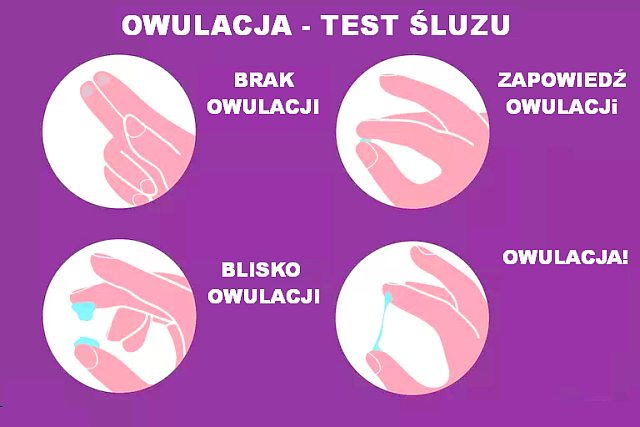 OWULACJA - TEST ŚLUZU
BRAK
OWULACJI
ZAPOWIEDŹ
OWULACJi
BLISKO
OWULACJI
OWULACJA!